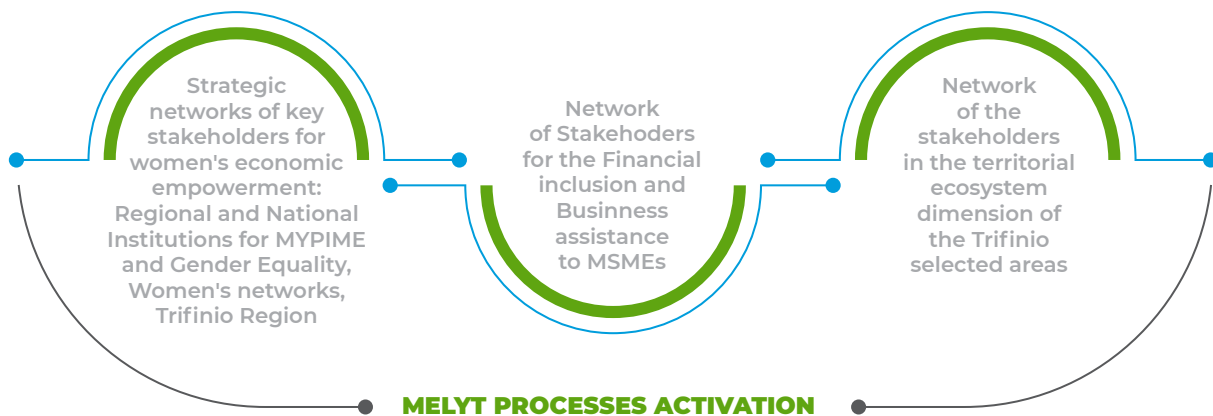 Strategic
networks of key
stakeholders for
women's economic
empowerment:
Regional and National
Institutions for MYPIME
and Gender Equality,
Women's networks,
Trifinio Region
Network
of Stakehoders
for the Financial
inclusion and
Businness
assistance
to MSMEs
Network
of the
stakeholders
in the territorial
ecosystem
dimension of
the Trifinio
selected areas
MELYT PROCESSES ACTIVATION